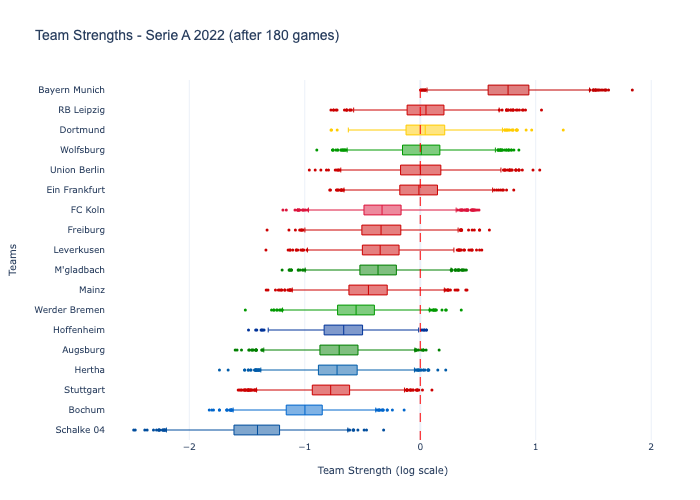 Team Strengths - Serie A 2022 (after 180 games)
Bayern Munich
RB Leipzig
Dortmund
Wolfsburg
Union Berlin
Ein Frankfurt
FC Koln
Freiburg
Leverkusen
M'gladbach
Mainz
Werder Bremen
Hoffenheim
Augsburg
Hertha
Stuttgart
Bochum
Schalke 04
Teams
−2 −1 0 1 2
Team Strength (log scale)